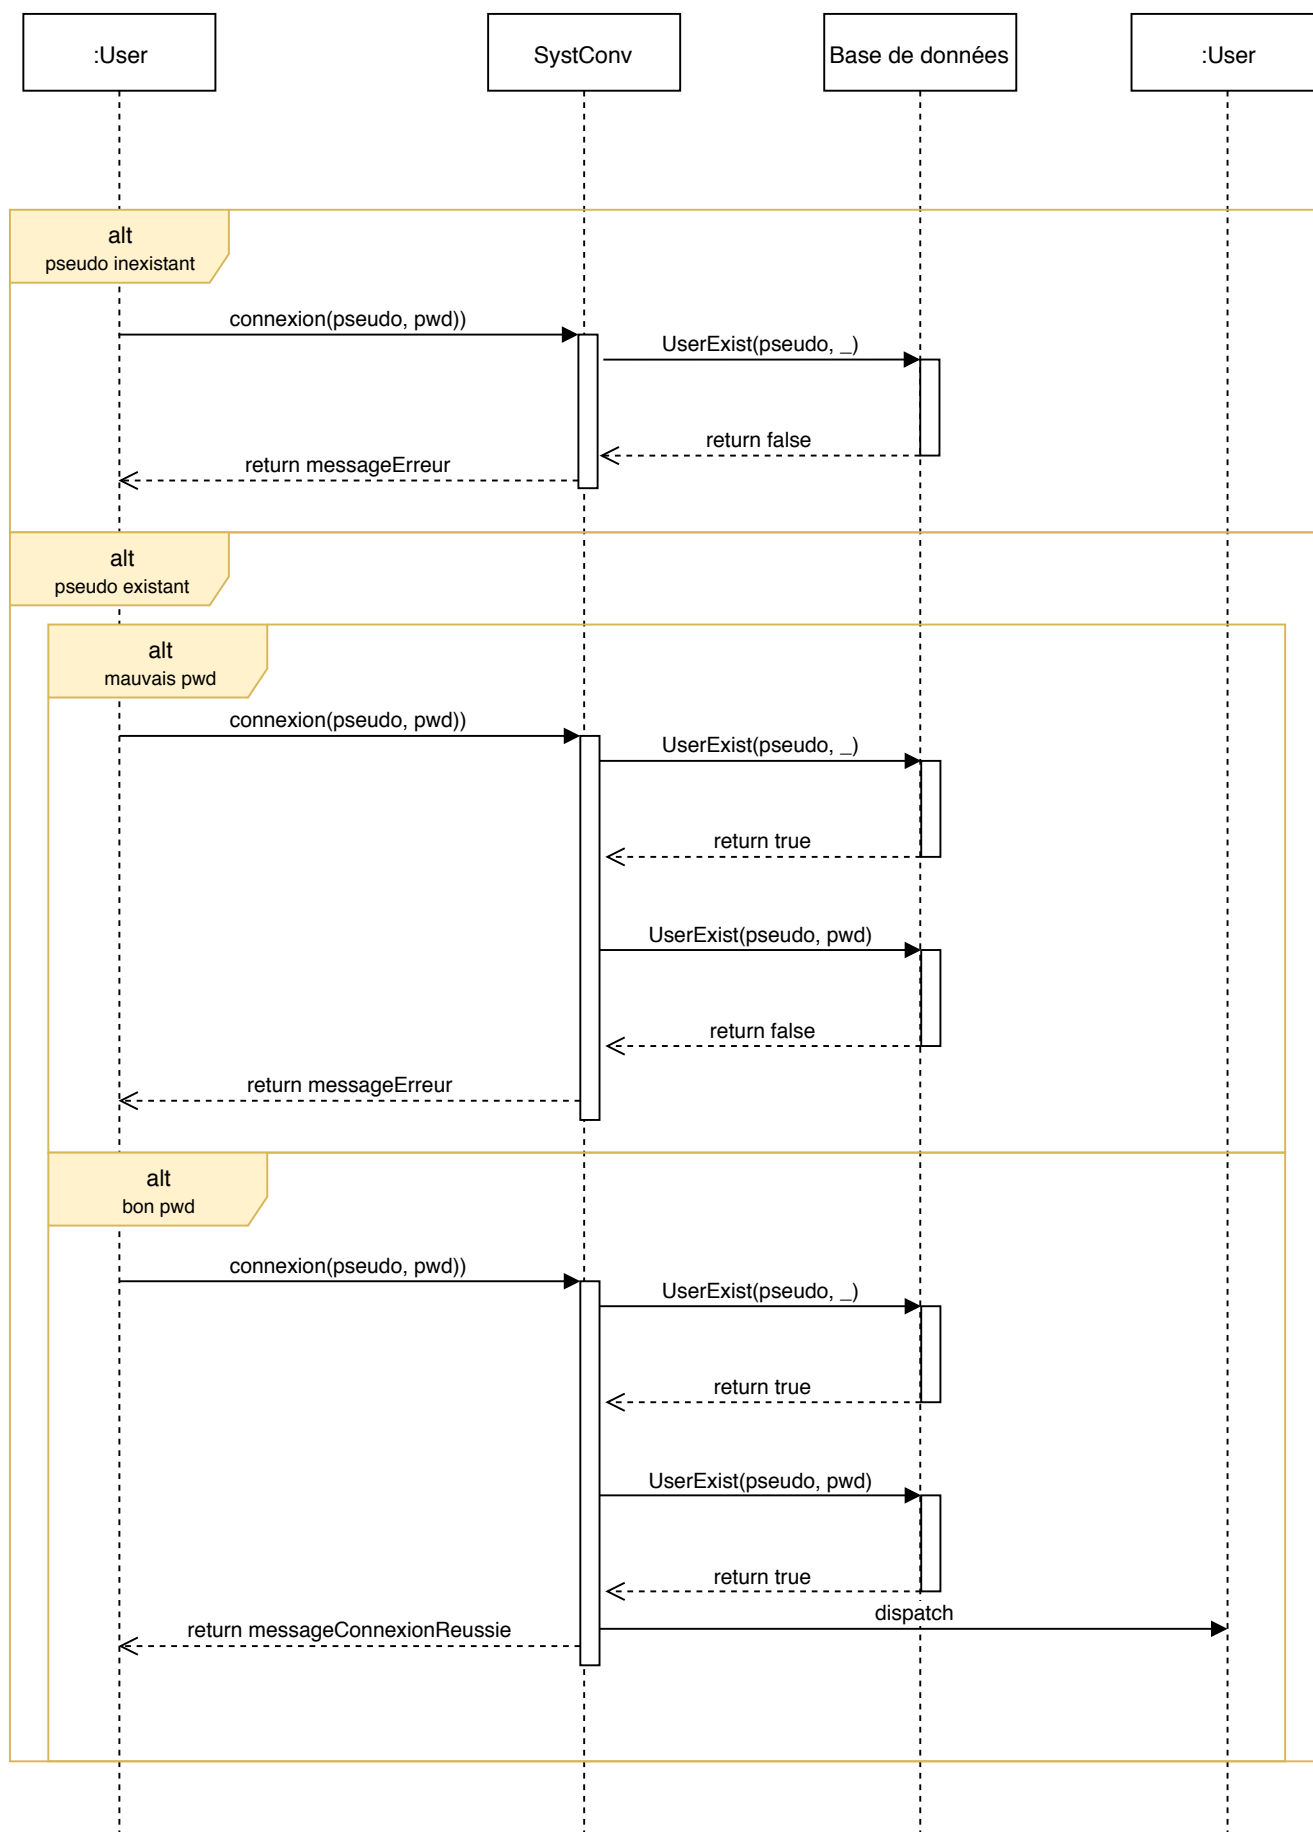 :User
SystConv
Base de données
:User
alt
pseudo inexistant
connexion(pseudo, pwd))
UserExist(pseudo, _)
return false
return messageErreur
alt
pseudo existant
alt
mauvais pwd
connexion(pseudo, pwd))
UserExist(pseudo, _)
return true
UserExist(pseudo, pwd)
return false
return messageErreur
alt
bon pwd
connexion(pseudo, pwd))
UserExist(pseudo, _)
return true
UserExist(pseudo, pwd)
return true
dispatch
return messageConnexionReussie